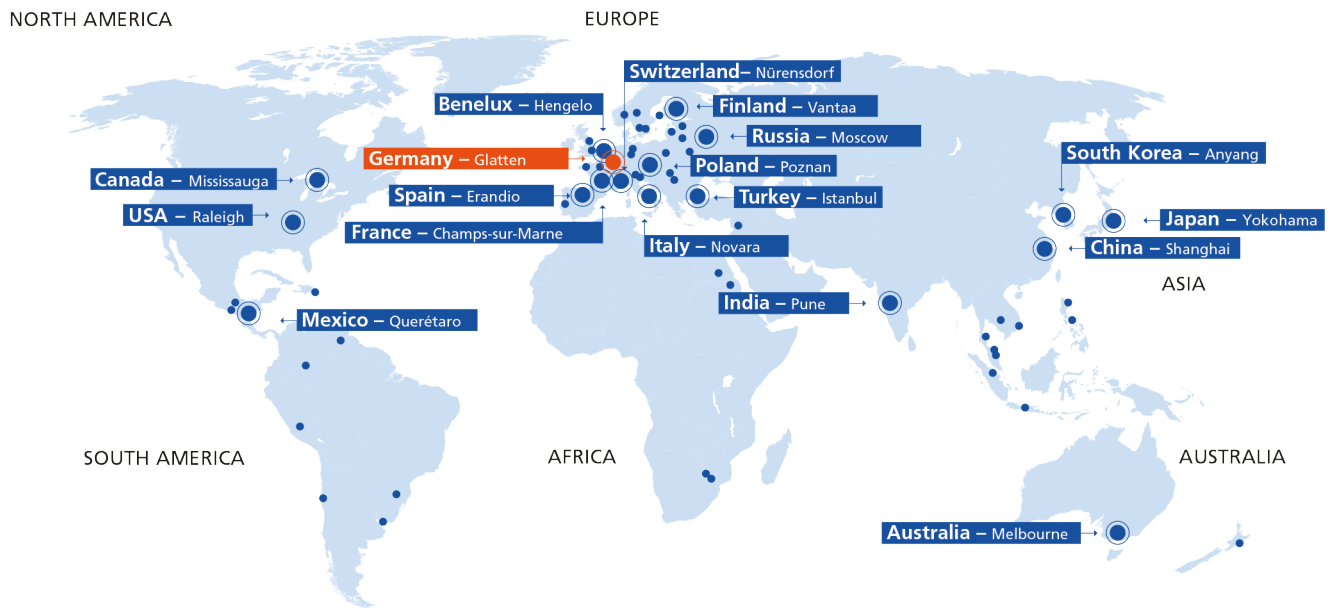 NORTH AMERICA
EUROPE
Switzerland– Nürensdorf
Benelux – Hengelo
Finland – Vantaa
Russia – Moscow
Germany – Glatten
South Korea – Anyang
Poland – Poznan
Canada – Mississauga
Spain – Erandio
Turkey – Istanbul
USA – Raleigh
Japan – Yokohama
France – Champs-sur-Marne
Italy – Novara
China – Shanghai
ASIA
India – Pune
Mexico – Querétaro
SOUTH AMERICA
AFRICA
AUSTRALIA
Australia – Melbourne